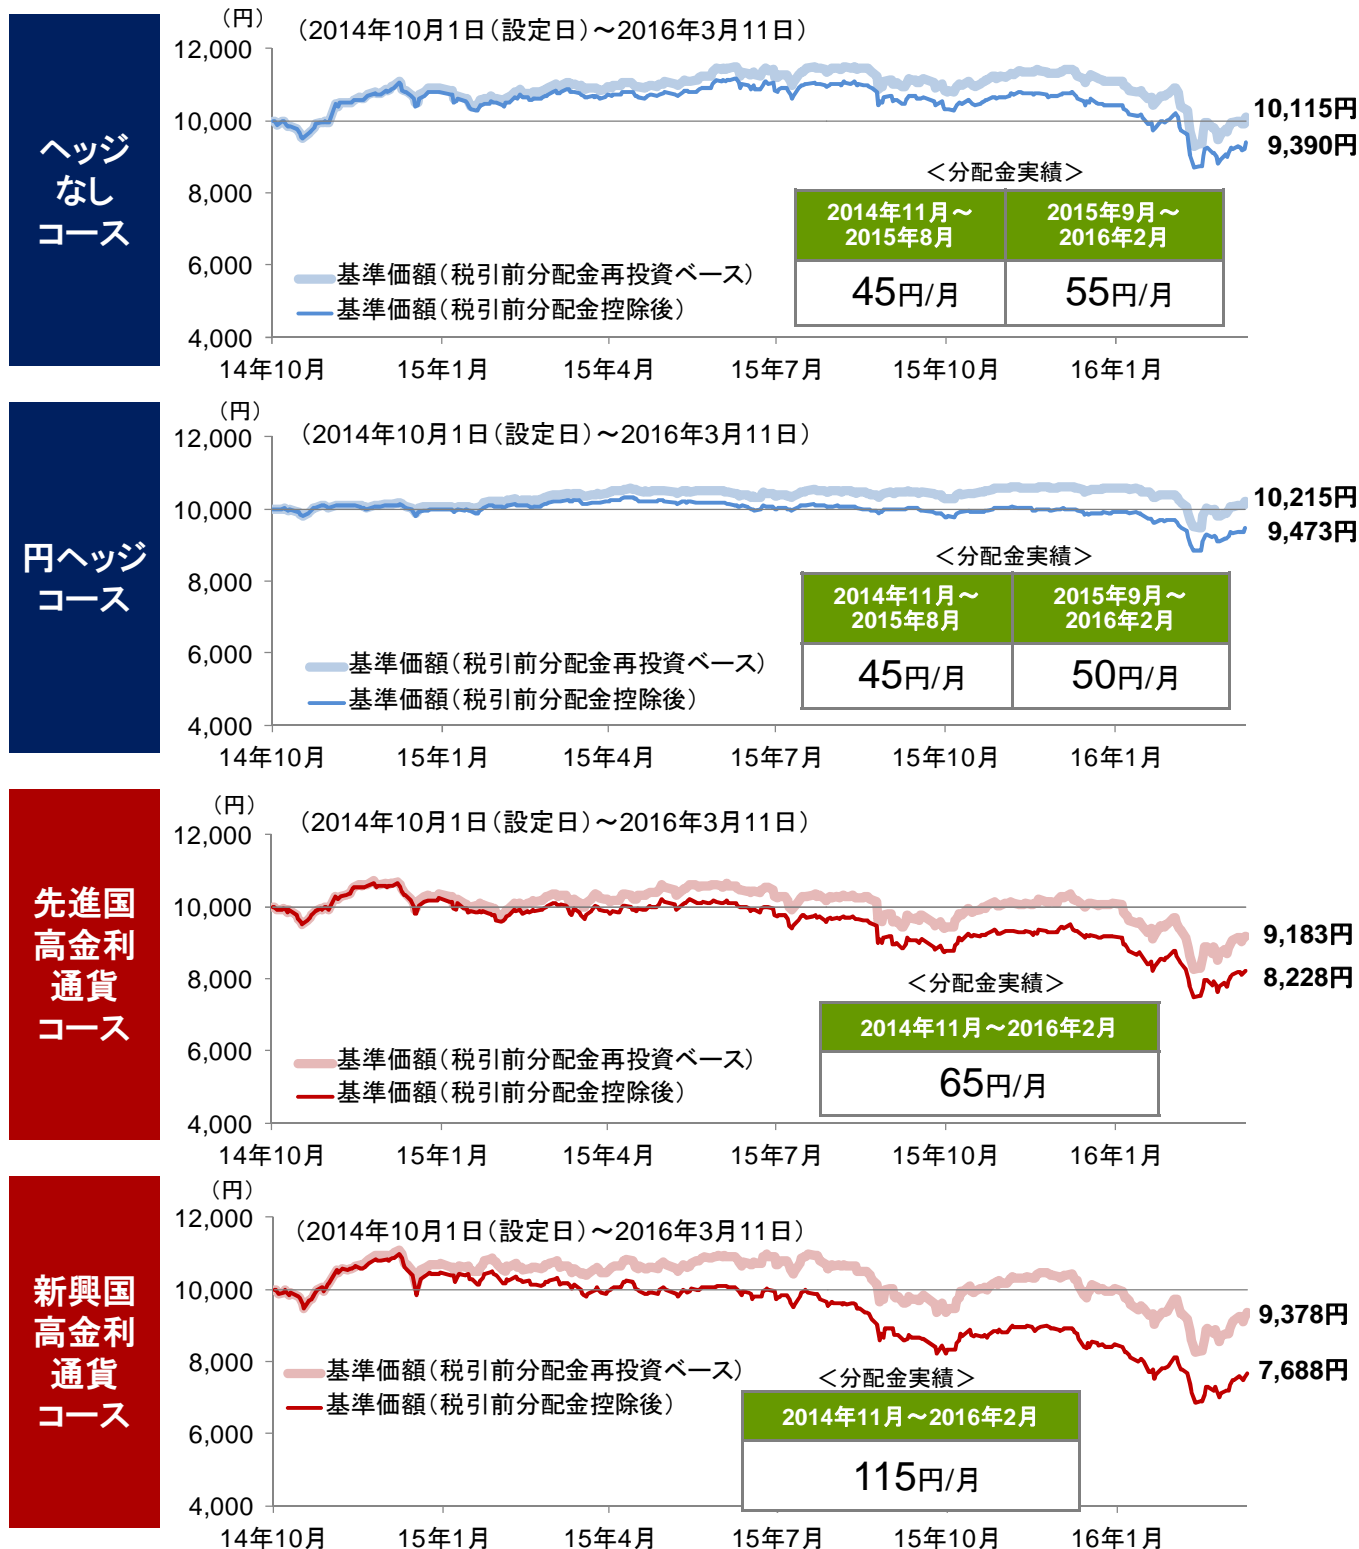 ヘッジ
なし
コース
（円）
（2014年10月1日（設定日）～2016年3月11日）
12,000
10,000
8,000
6,000
4,000
10,115円
9,390円
＜分配金実績＞
2014年11月～
2015年8月
2015年9月～
2016年2月
45円/月
55円/月
基準価額（税引前分配金再投資ベース）
基準価額（税引前分配金控除後）
14年10月
15年1月
15年4月
15年7月
15年10月
16年1月
円ヘッジ
コース
（円）
（2014年10月1日（設定日）～2016年3月11日）
12,000
10,000
8,000
6,000
4,000
10,215円
9,473円
＜分配金実績＞
2014年11月～
2015年8月
2015年9月～
2016年2月
45円/月
50円/月
基準価額（税引前分配金再投資ベース）
基準価額（税引前分配金控除後）
14年10月
15年1月
15年4月
15年7月
15年10月
16年1月
先進国
高金利
通貨
コース
（円）
（2014年10月1日（設定日）～2016年3月11日）
12,000
10,000
8,000
6,000
4,000
9,183円
8,228円
＜分配金実績＞
2014年11月～2016年2月
65円/月
基準価額（税引前分配金再投資ベース）
基準価額（税引前分配金控除後）
14年10月
15年1月
15年4月
15年7月
15年10月
16年1月
新興国
高金利
通貨
コース
（円）
（2014年10月1日（設定日）～2016年3月11日）
12,000
10,000
8,000
6,000
4,000
9,378円
7,688円
基準価額（税引前分配金再投資ベース）
基準価額（税引前分配金控除後）
＜分配金実績＞
2014年11月～2016年2月
115円/月
14年10月
15年1月
15年4月
15年7月
15年10月
16年1月